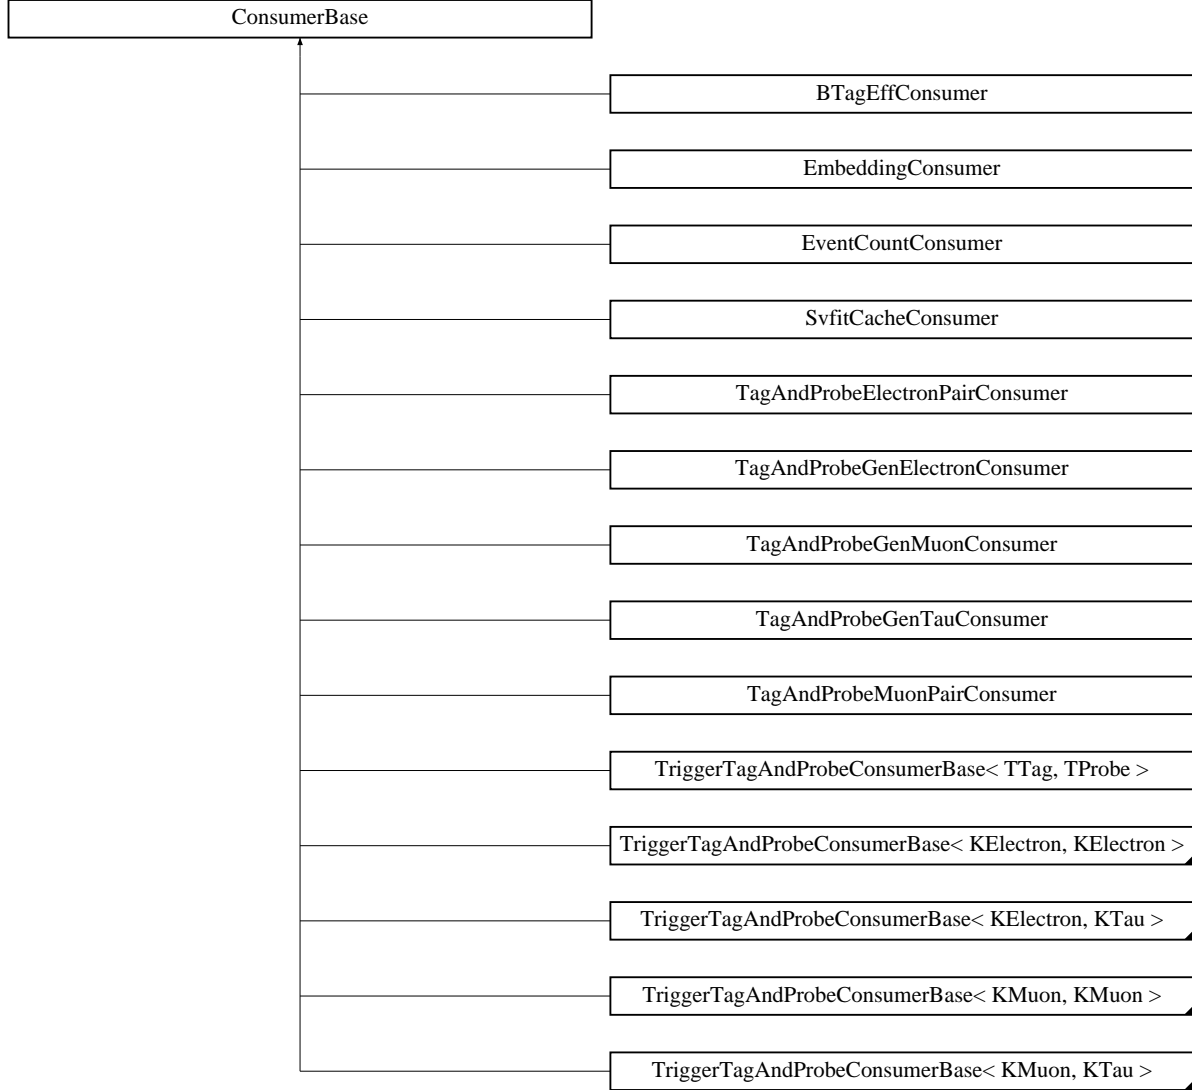 ConsumerBase
BTagEffConsumer
EmbeddingConsumer
EventCountConsumer
SvfitCacheConsumer
TagAndProbeElectronPairConsumer
TagAndProbeGenElectronConsumer
TagAndProbeGenMuonConsumer
TagAndProbeGenTauConsumer
TagAndProbeMuonPairConsumer
TriggerTagAndProbeConsumerBase< TTag, TProbe >
TriggerTagAndProbeConsumerBase< KElectron, KElectron >
TriggerTagAndProbeConsumerBase< KElectron, KTau >
TriggerTagAndProbeConsumerBase< KMuon, KMuon >
TriggerTagAndProbeConsumerBase< KMuon, KTau >